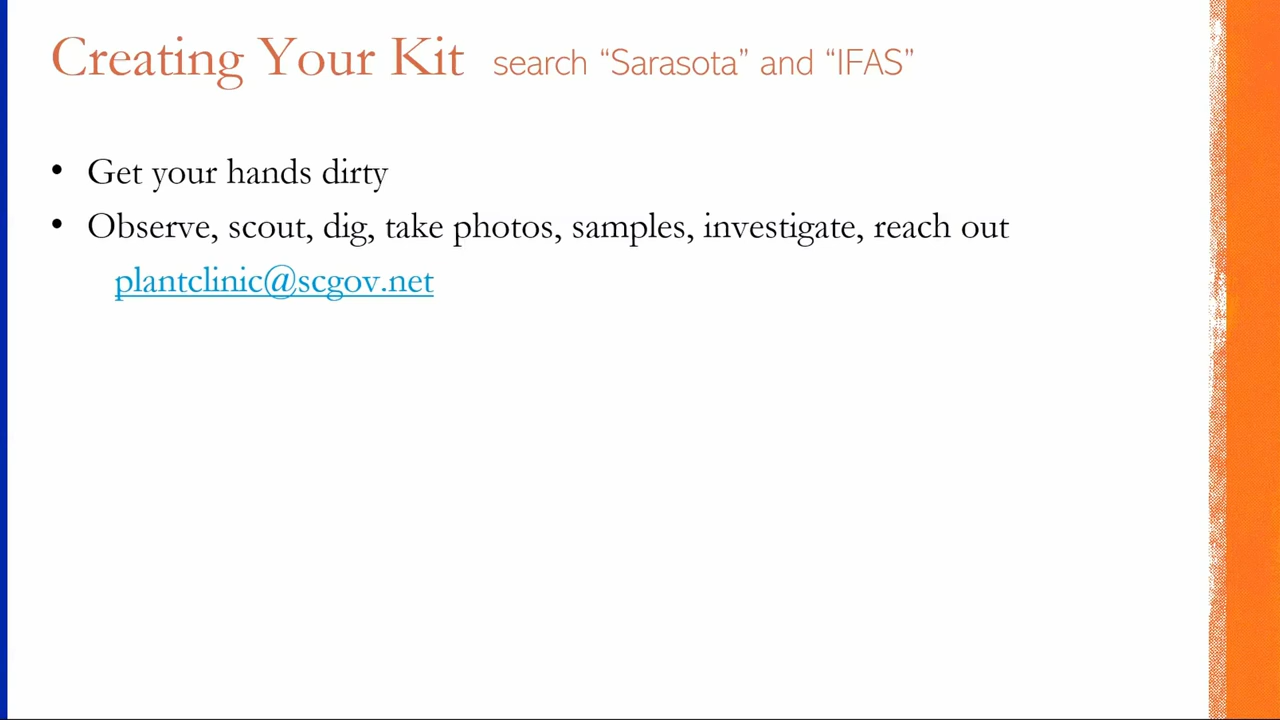 Creating Your Kit search “Sarasota” and “IFAS”
• Get your hands dirty
• Observe, scout, dig, take photos, samples, investigate, reach out
plantclinic@scgov.net